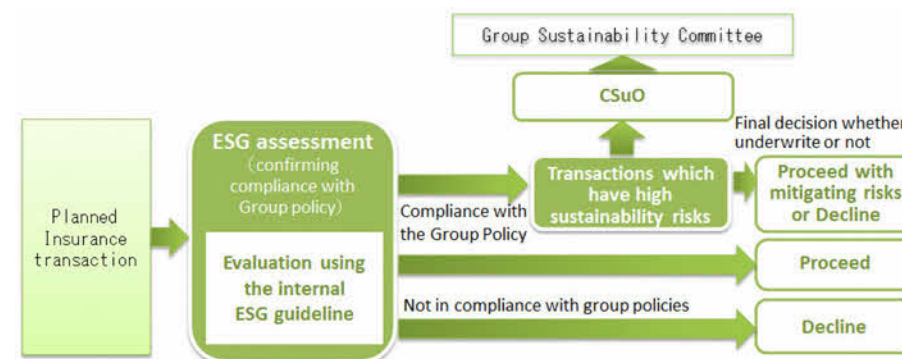 Group Sustainability Committee
CSuO
Final decision whether
underwrite or not
ESG assessment
（confirming
compliance with
Group policy）
Transactions which
have high
sustainability risks
Proceed with
mitigating risks
or Decline
Planned
Insurance
transaction
Compliance with
the Group Policy
Evaluation using
the internal
ESG guideline
Proceed
Not in compliance with group policies
Decline